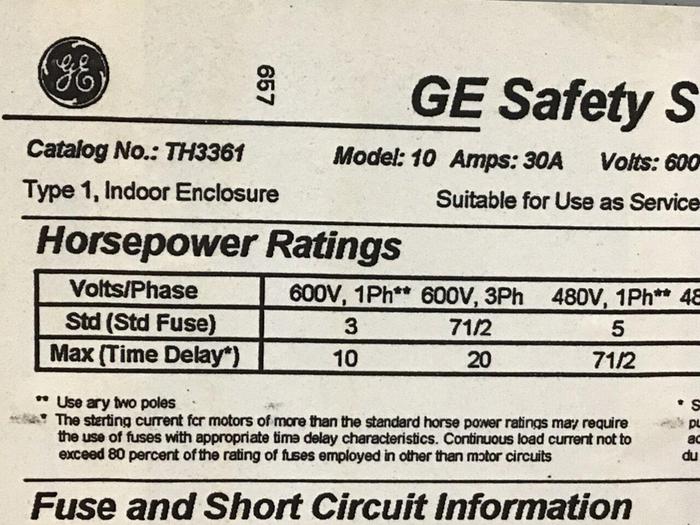 GE
657
GE Safety S
Catalog No.: TH3361 Model: 10 Amps: 30A Volts: 600
Type 1, Indoor Enclosure Suitable for Use as Service
Horsepower Ratings
Volts/Phase 600V, 1Ph** 600V, 3Ph 480V, 1Ph** 48
Std (Std Fuse) 3 71/2 5
Max (Time Delay*) 10 20 71/2
** Use ary two poles * S
* The starting current fcr motors of more than the standard horse power ratings may require pu
the use of fuses with appropriate time delay characteristics. Continuous load current not to ac
exceed 80 percent of the rating of fuses employed in other than motor circuits du
Fuse and Short Circuit Information